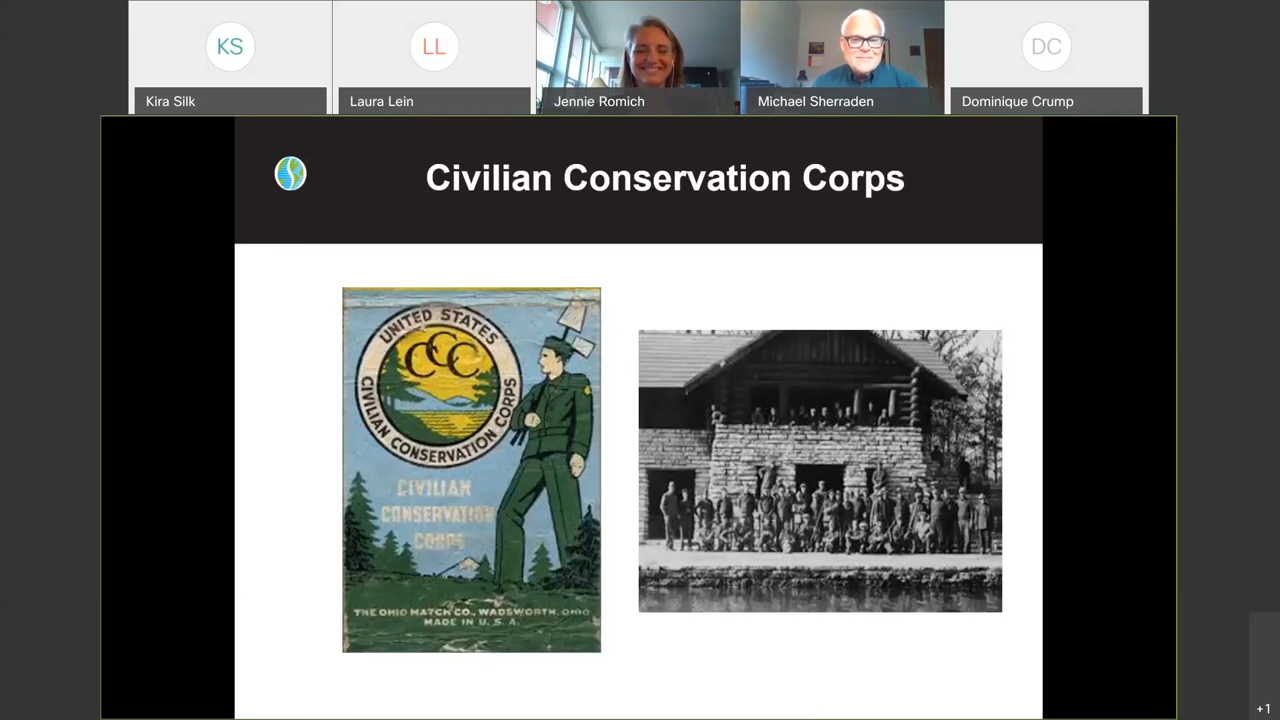 KS
LL
DC
Kira Silk
Laura Lein
Jennie Romich
Michael Sherraden
Dominique Crump
Civilian Conservation Corps
UNITED STATES
CCC
CIVILIAN CONSERVATION CORPS
CIVILIAN
CONSERVATION
CORPS
THE OHIO MATCH CO., WADSWORTH, OHIO
MADE IN U. S. A.
+1